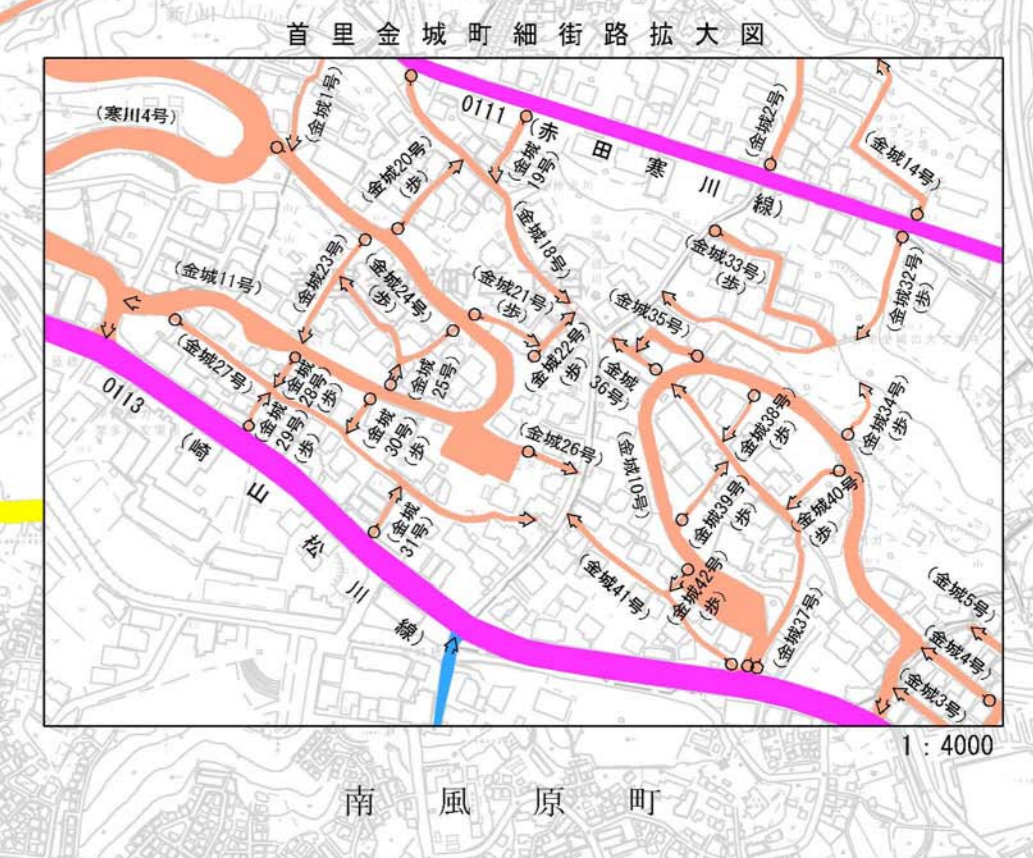 首里金城町細街路拡大図
(寒川4号)
(金城1号)
0111
(赤田寒川線)
(金城2号)
(金城14号)
(金城20号)
(歩)
(金城19号)
(金城18号)
(金城33号)
(歩)
(金城32号)
(歩)
(金城11号)
(金城23号)
(金城24号)
(歩)
(金城21号)
(歩)
(金城22号)
(歩)
(金城35号)
(金城36号)
(金城25号)
(金城27号)
(金城28号)
(歩)
(金城29号)
(歩)
(金城30号)
(歩)
(金城31号)
(金城26号)
(金城10号)
(金城38号)
(歩)
(金城34号)
(歩)
(金城39号)
(歩)
(金城40号)
(歩)
(金城41号)
(金城42号)
(歩)
(金城37号)
(金城5号)
(金城4号)
(金城3号)
0113
(崎山松川線)
1:4000
南風原町